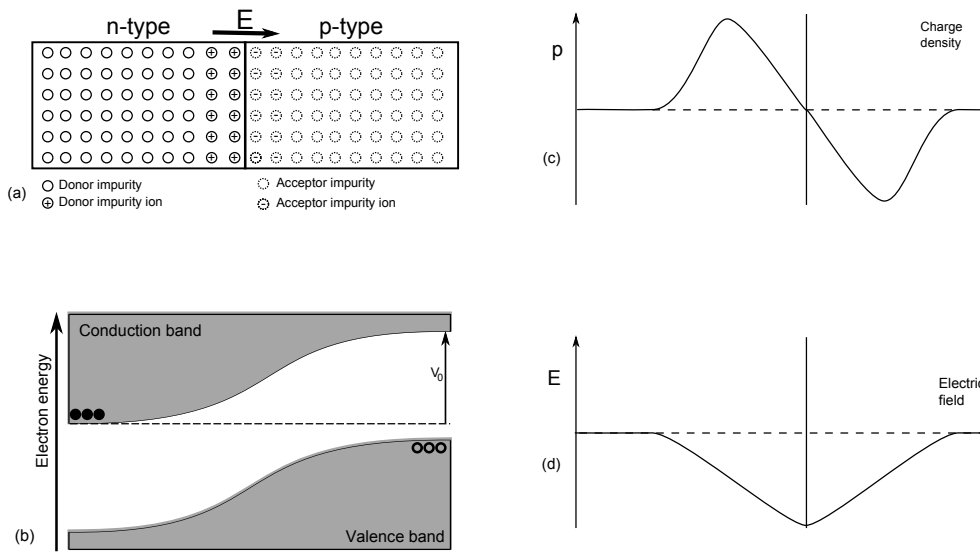 n-type
E
p-type
(a)
Donor impurity
Donor impurity ion
Acceptor impurity
Acceptor impurity ion
p
Charge
density
(c)
Electron energy
Conduction band
V0
Valence band
(b)
E
Electric
field
(d)